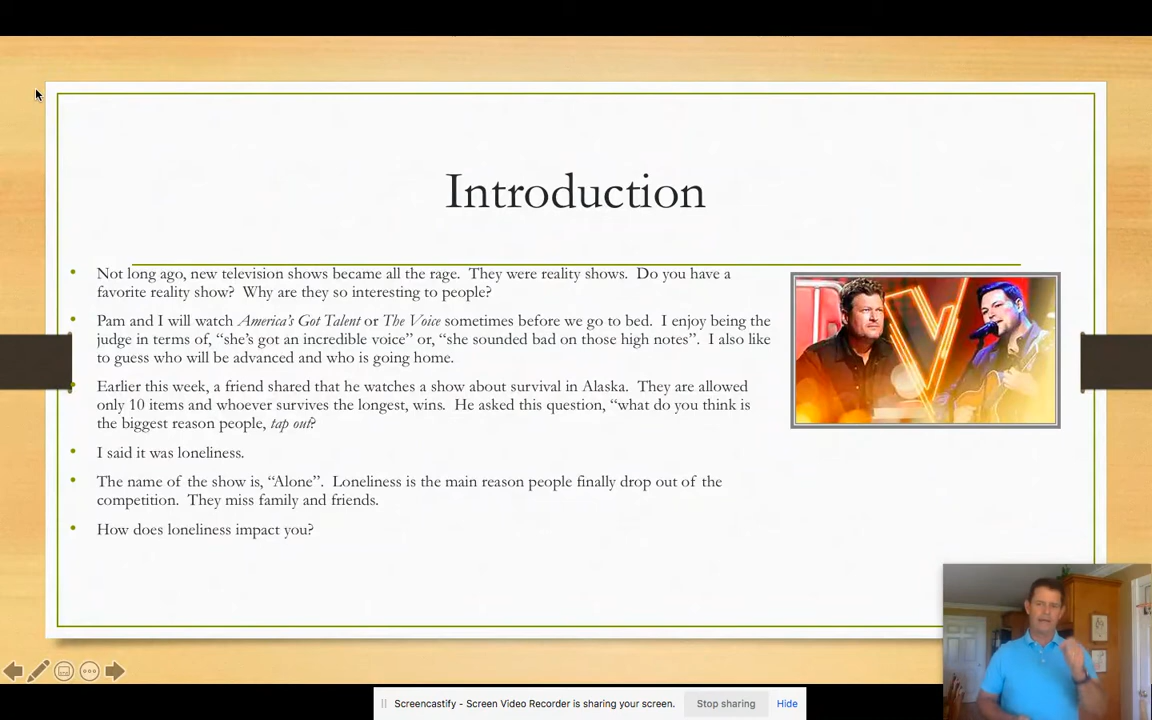 Introduction
Not long ago, new television shows became all the rage. They were reality shows. Do you have a
favorite reality show? Why are they so interesting to people?
Pam and I will watch America's Got Talent or The Voice sometimes before we go to bed. I enjoy being the
judge in terms of, “she's got an incredible voice” or, “she sounded bad on those high notes”. I also like
to guess who will be advanced and who is going home.
Earlier this week, a friend shared that he watches a show about survival in Alaska. They are allowed
only 10 items and whoever survives the longest, wins. He asked this question, “what do you think is
the biggest reason people, tap out?
I said it was loneliness.
The name of the show is, “Alone”. Loneliness is the main reason people finally drop out of the
competition. They miss family and friends.
How does loneliness impact you?
Screencastify - Screen Video Recorder is sharing your screen.
Stop sharing
Hide